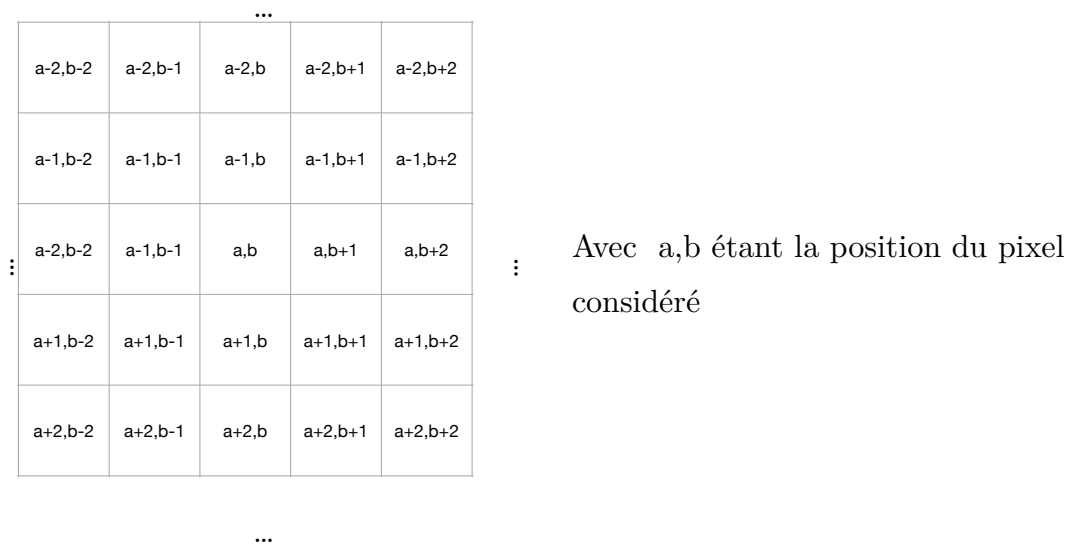 ...
a-2,b-2 a-2,b-1 a-2,b a-2,b+1 a-2,b+2
a-1,b-2 a-1,b-1 a-1,b a-1,b+1 a-1,b+2
... a-2,b-2 a-1,b-1 a,b a,b+1 a,b+2 ...
a+1,b-2 a+1,b-1 a+1,b a+1,b+1 a+1,b+2
a+2,b-2 a+2,b-1 a+2,b a+2,b+1 a+2,b+2
...
Avec a,b étant la position du pixel
considéré